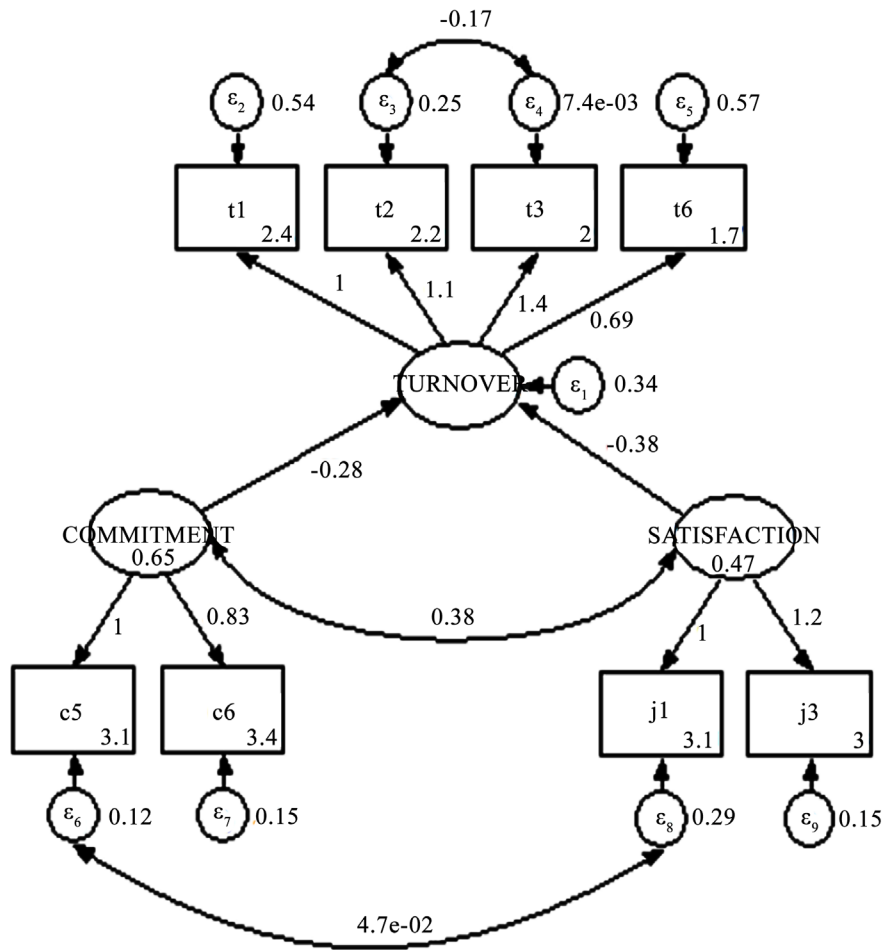 -0.17
ε2 0.54 ε3 0.25 ε4 7.4e-03 ε5 0.57
t1 t2 t3 t6
2.4 2.2 2 1.7
1 1.1 1.4 0.69
TURNOVER ε1 0.34
-0.28 -0.38
COMMITMENT SATISFACTION
0.65 0.47
1 0.83 0.38 1 1.2
c5 c6 j1 j3
3.1 3.4 3.1 3
ε6 0.12 ε7 0.15 ε8 0.29 ε9 0.15
4.7e-02